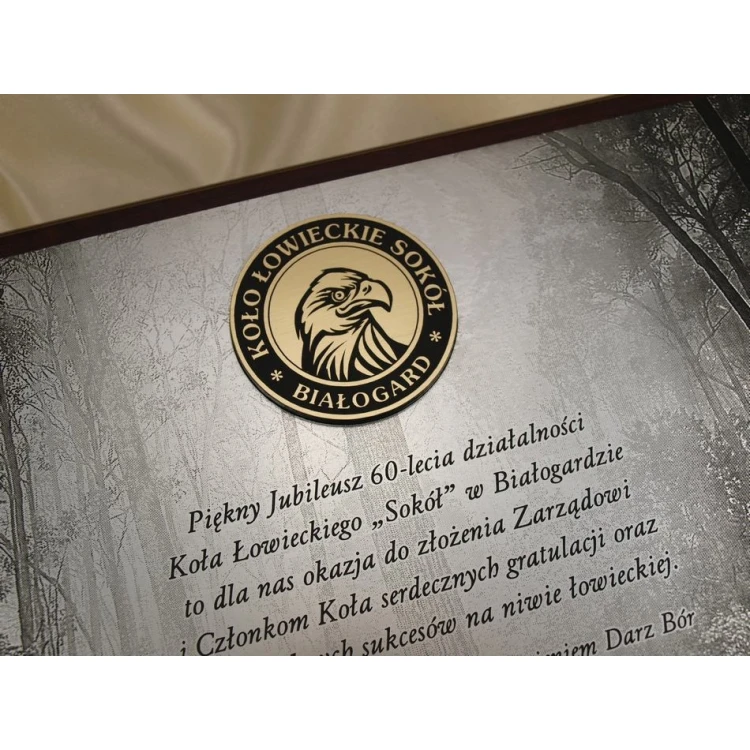 KOŁO ŁOWIECKIE SOKÓŁ
* BIAŁOGARD *
Piękny Jubileusz 60-lecia działalności
Koła Łowieckiego „Sokół” w Białogardzie
to dla nas okazja do złożenia Zarządowi
i Członkom Koła serdecznych gratulacji oraz
sukcesów na niwie łowieckiej.
Darz Bór